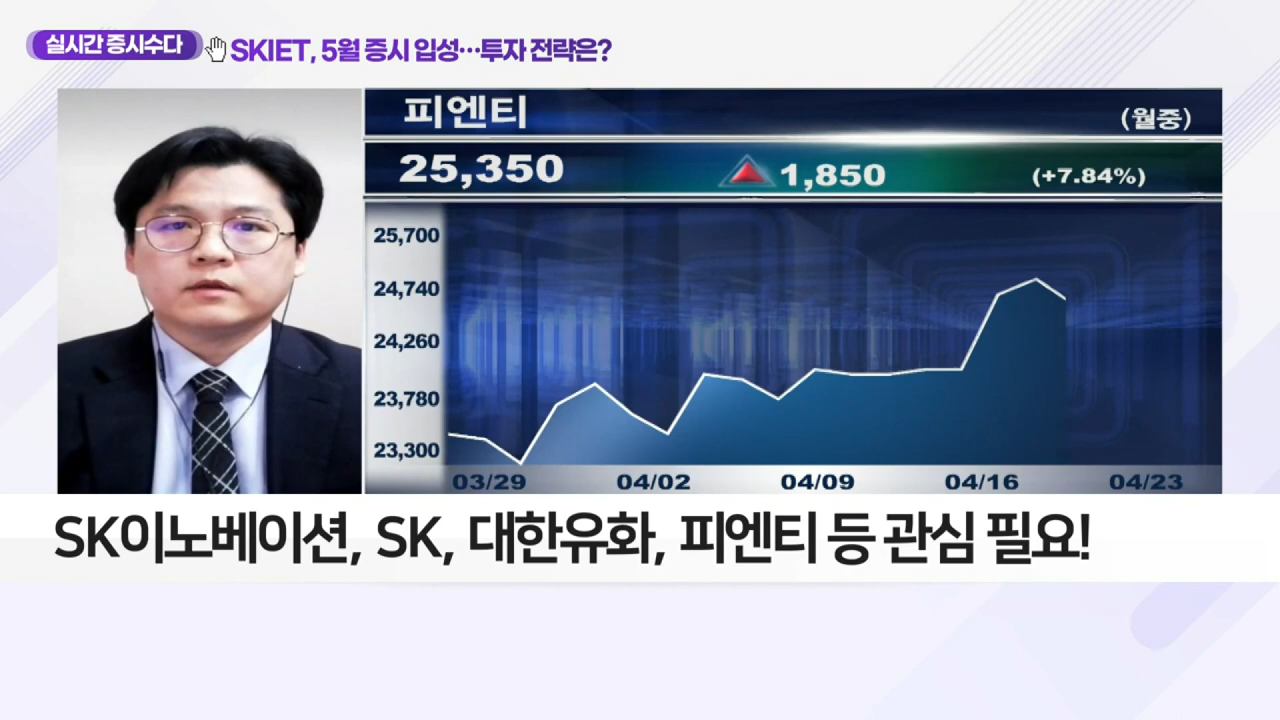 실시간 증시수다
SKIET, 5월 증시 입성…투자 전략은?
피엔티 (월중)
25,350 1,850 (+7.84%)
25,700
24,740
24,260
23,780
23,300
03/29 04/02 04/09 04/16 04/23
SK이노베이션, SK, 대한유화, 피엔티 등 관심 필요!